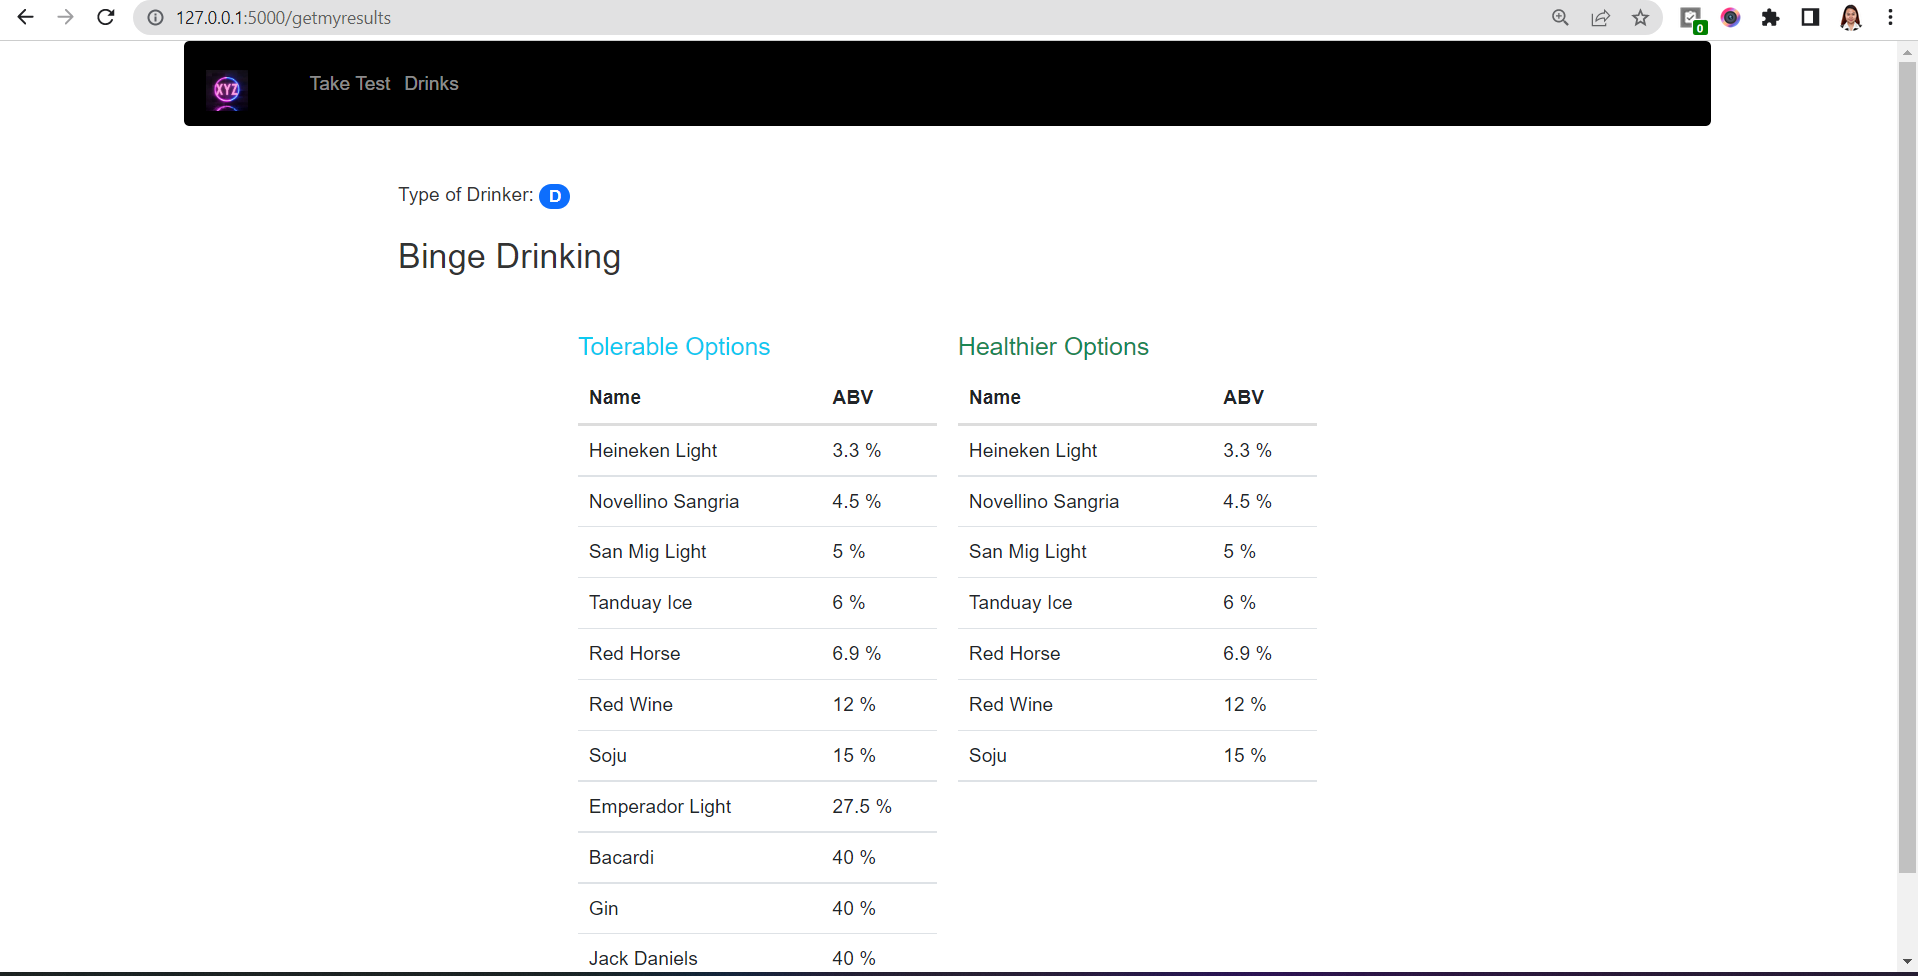 127.0.0.1:5000/getmyresults
0
XYZ
Take Test Drinks
Type of Drinker: D
Binge Drinking
Tolerable Options
Name ABV
Heineken Light 3.3 %
Novellino Sangria 4.5 %
San Mig Light 5 %
Tanduay Ice 6 %
Red Horse 6.9 %
Red Wine 12 %
Soju 15 %
Emperador Light 27.5 %
Bacardi 40 %
Gin 40 %
Jack Daniels 40 %
Healthier Options
Name ABV
Heineken Light 3.3 %
Novellino Sangria 4.5 %
San Mig Light 5 %
Tanduay Ice 6 %
Red Horse 6.9 %
Red Wine 12 %
Soju 15 %